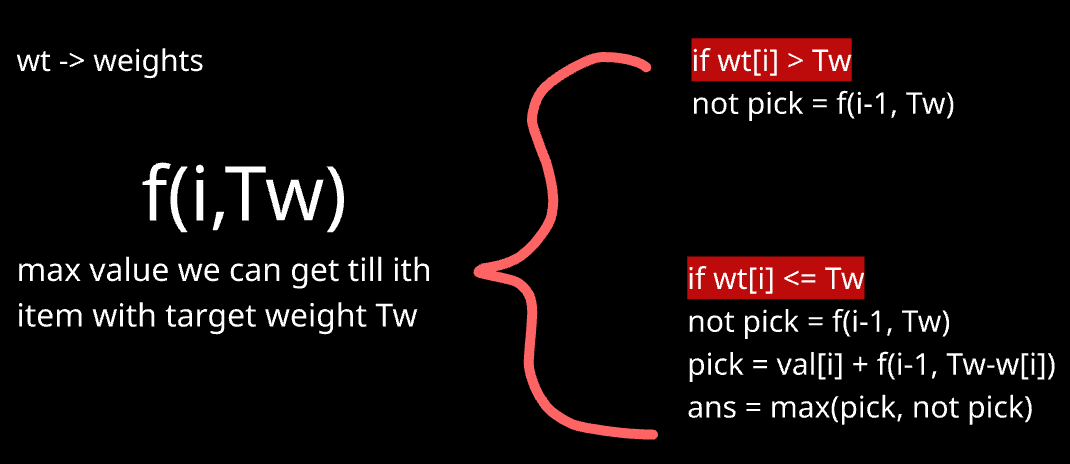 wt -> weights
f(i,Tw)
max value we can get till ith
item with target weight Tw
if wt[i] > Tw
not pick = f(i-1, Tw)
if wt[i] <= Tw
not pick = f(i-1, Tw)
pick = val[i] + f(i-1, Tw-w[i])
ans = max(pick, not pick)